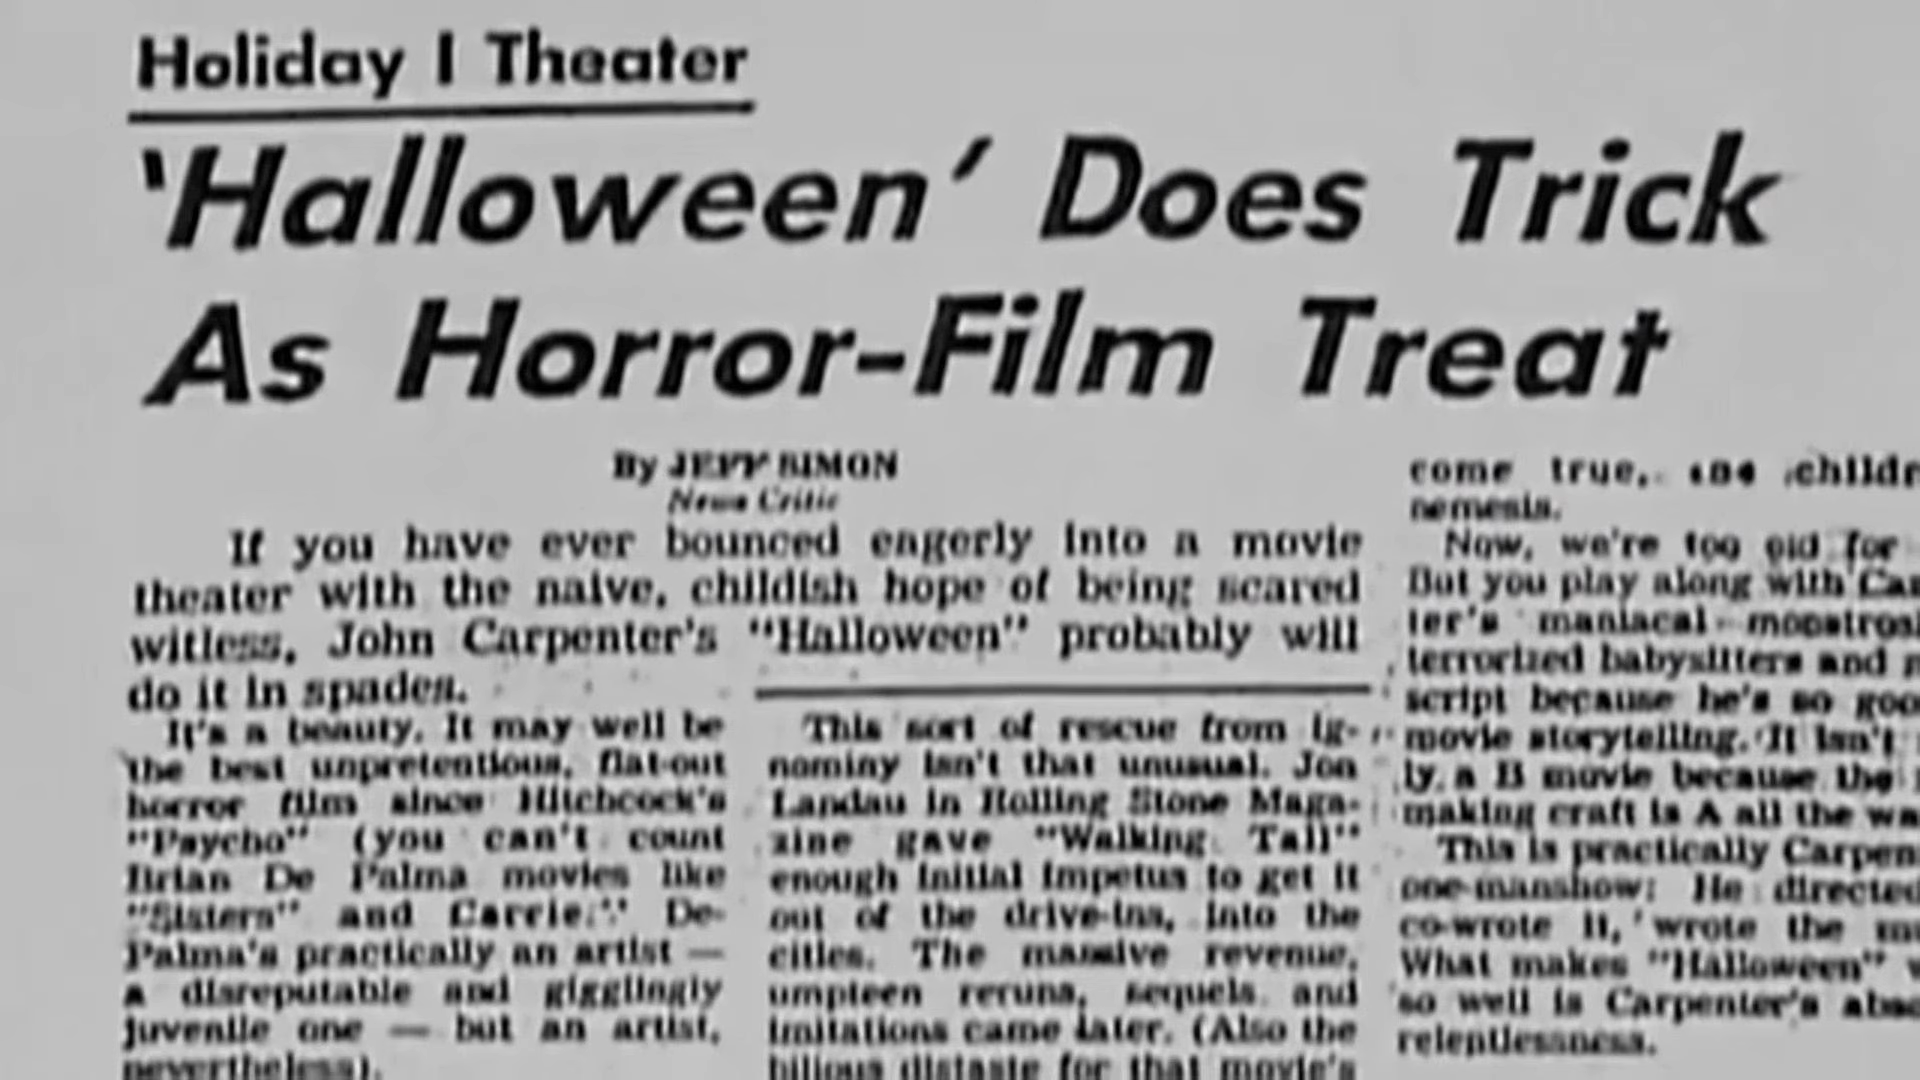 Holiday I Theater
'Halloween' Does Trick
As Horror-Film Treat
By JEFF SIMON
News Critic
If you have ever bounced eagerly into a movie
theater with the naive, childish hope of being scared
witless, John Carpenter's "Halloween" probably will
do it in spades.
It's a beauty. It may well be
the best unpretentious, flat-out
horror film since Hitchcock's
"Psycho" (you can't count
Brian De Palma movies like
"Sisters" and Carrie." De-
Palma's practically an artist —
a disreputable and gigglingly
juvenile one — but an artist,
nevertheless).
This sort of rescue from ig-
nominy isn't that unusual. Jon
Landau in Rolling Stone Maga-
zine gave "Walking Tall"
enough initial impetus to get it
out of the drive-ins, into the
cities. The massive revenue,
umpteen reruns, sequels and
imitations came later. (Also the
bilious distaste for that movie's
come true, childr
nemesis.
Now, we're too old for
But you play along with
ter's maniacal
terrorized babysitters and
script because he's so goo
movie storytelling. It isn't
ly a B movie because the
making craft is A all the wa
This is practically Carpen
one-manshow: He directed
co-wrote it, wrote the
What makes "Halloween"
so well is Carpenter's
relentlessness.